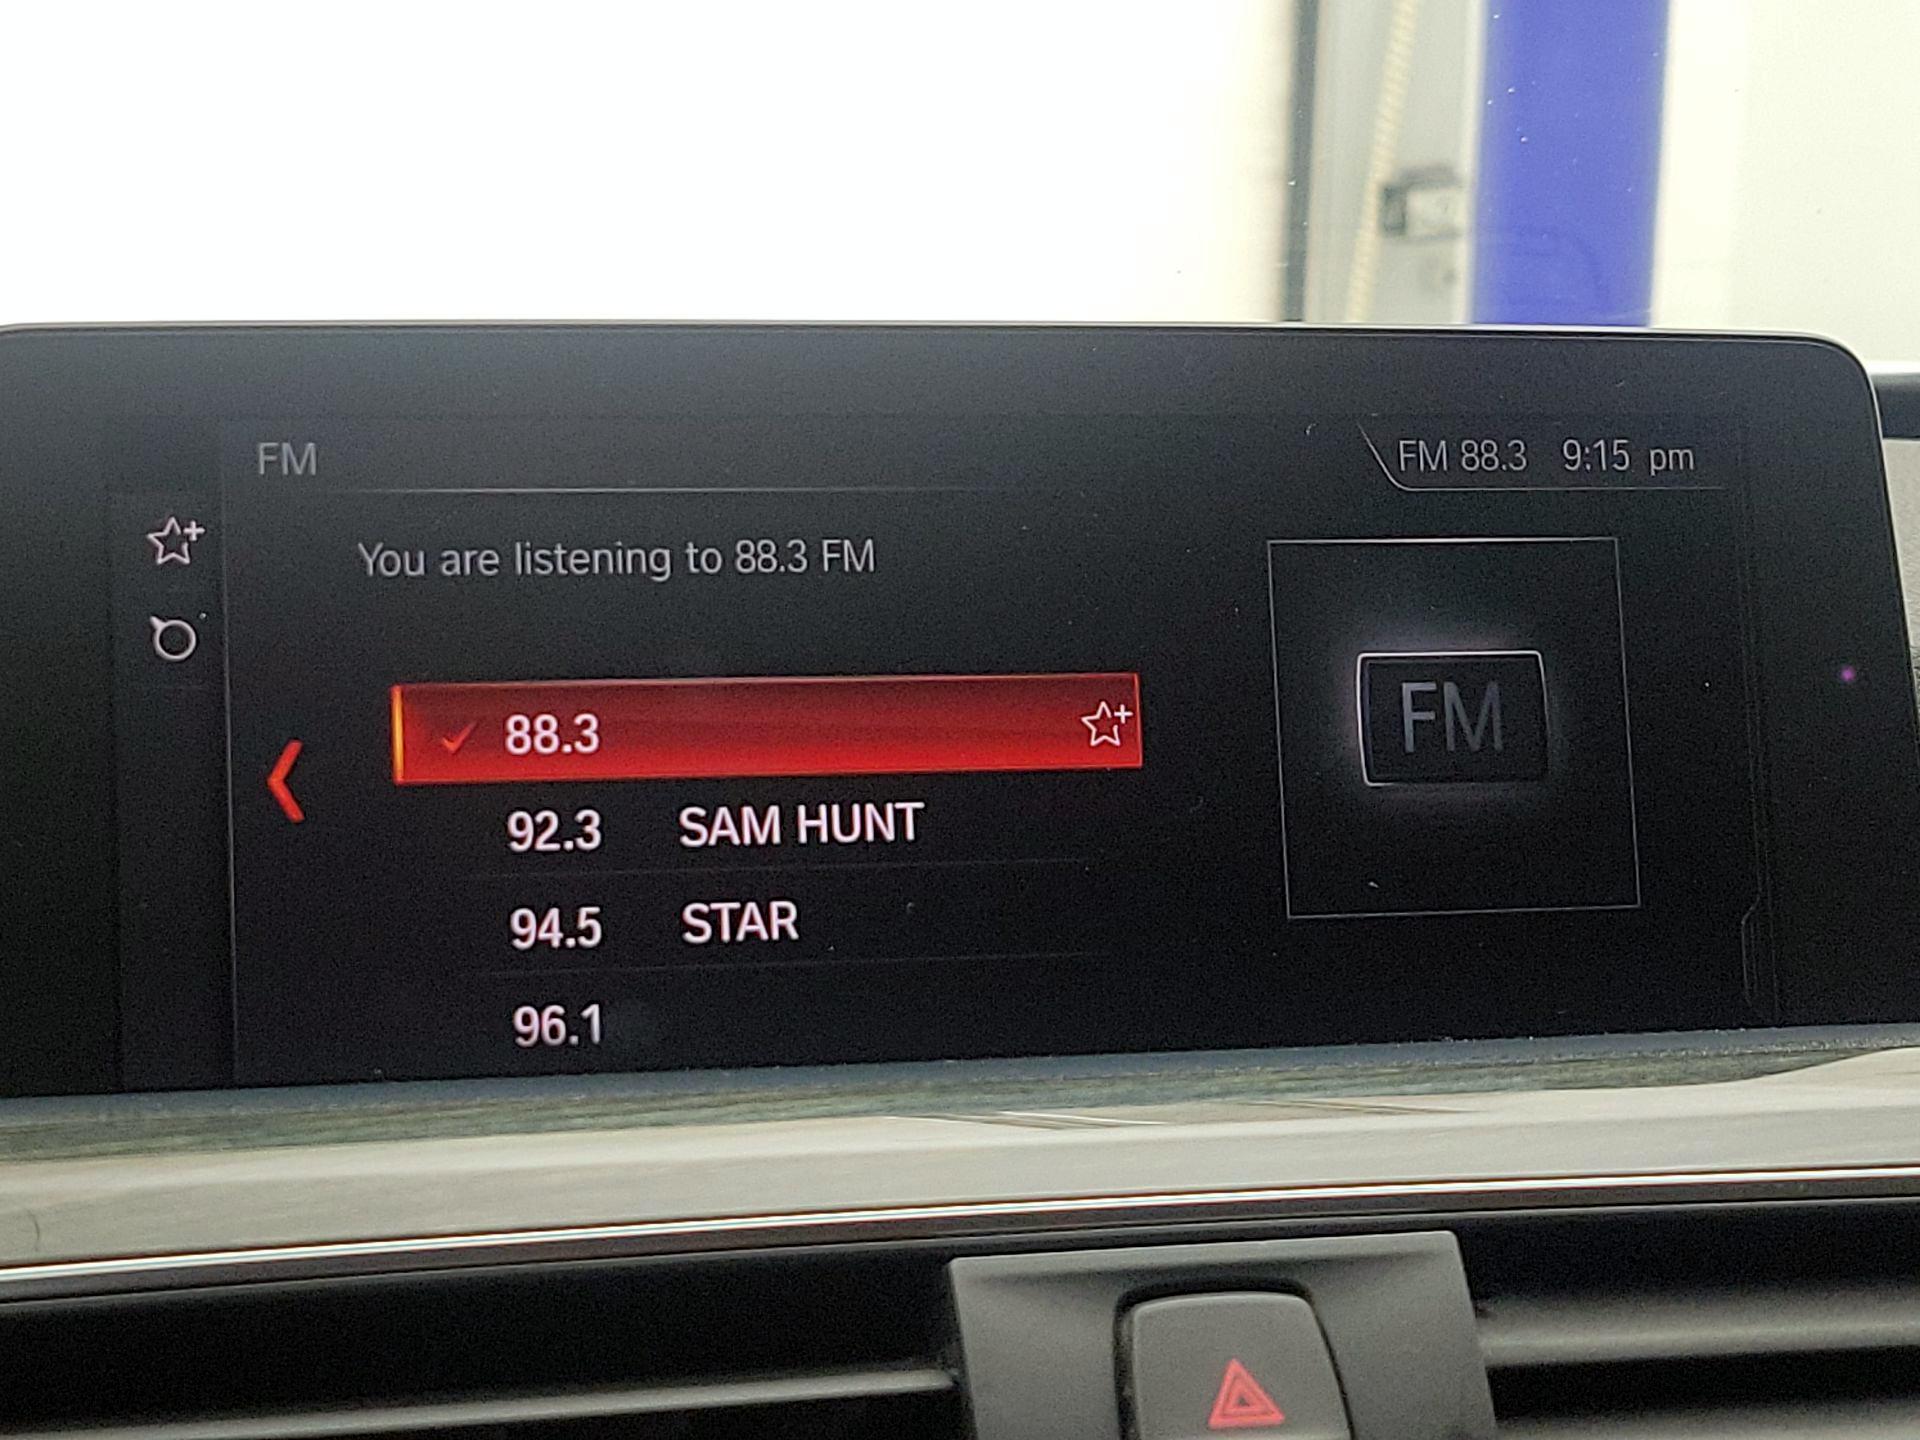 FM
FM 88.3 9:15 pm
You are listening to 88.3 FM
88.3
92.3 SAM HUNT
94.5 STAR
96.1
FM